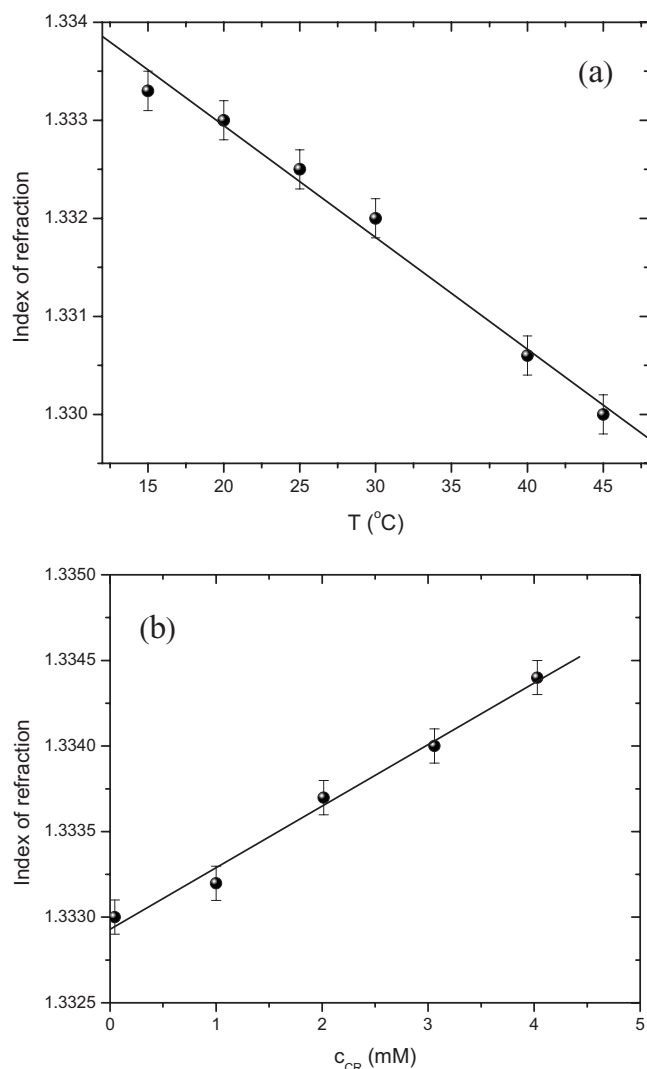 1.334
1.333
1.332
1.331
1.330
Index of refraction
(a)
15 20 25 30 35 40 45
T (°C)
1.3350
1.3345
1.3340
1.3335
1.3330
1.3325
Index of refraction
(b)
0 1 2 3 4 5
c_CR (mM)